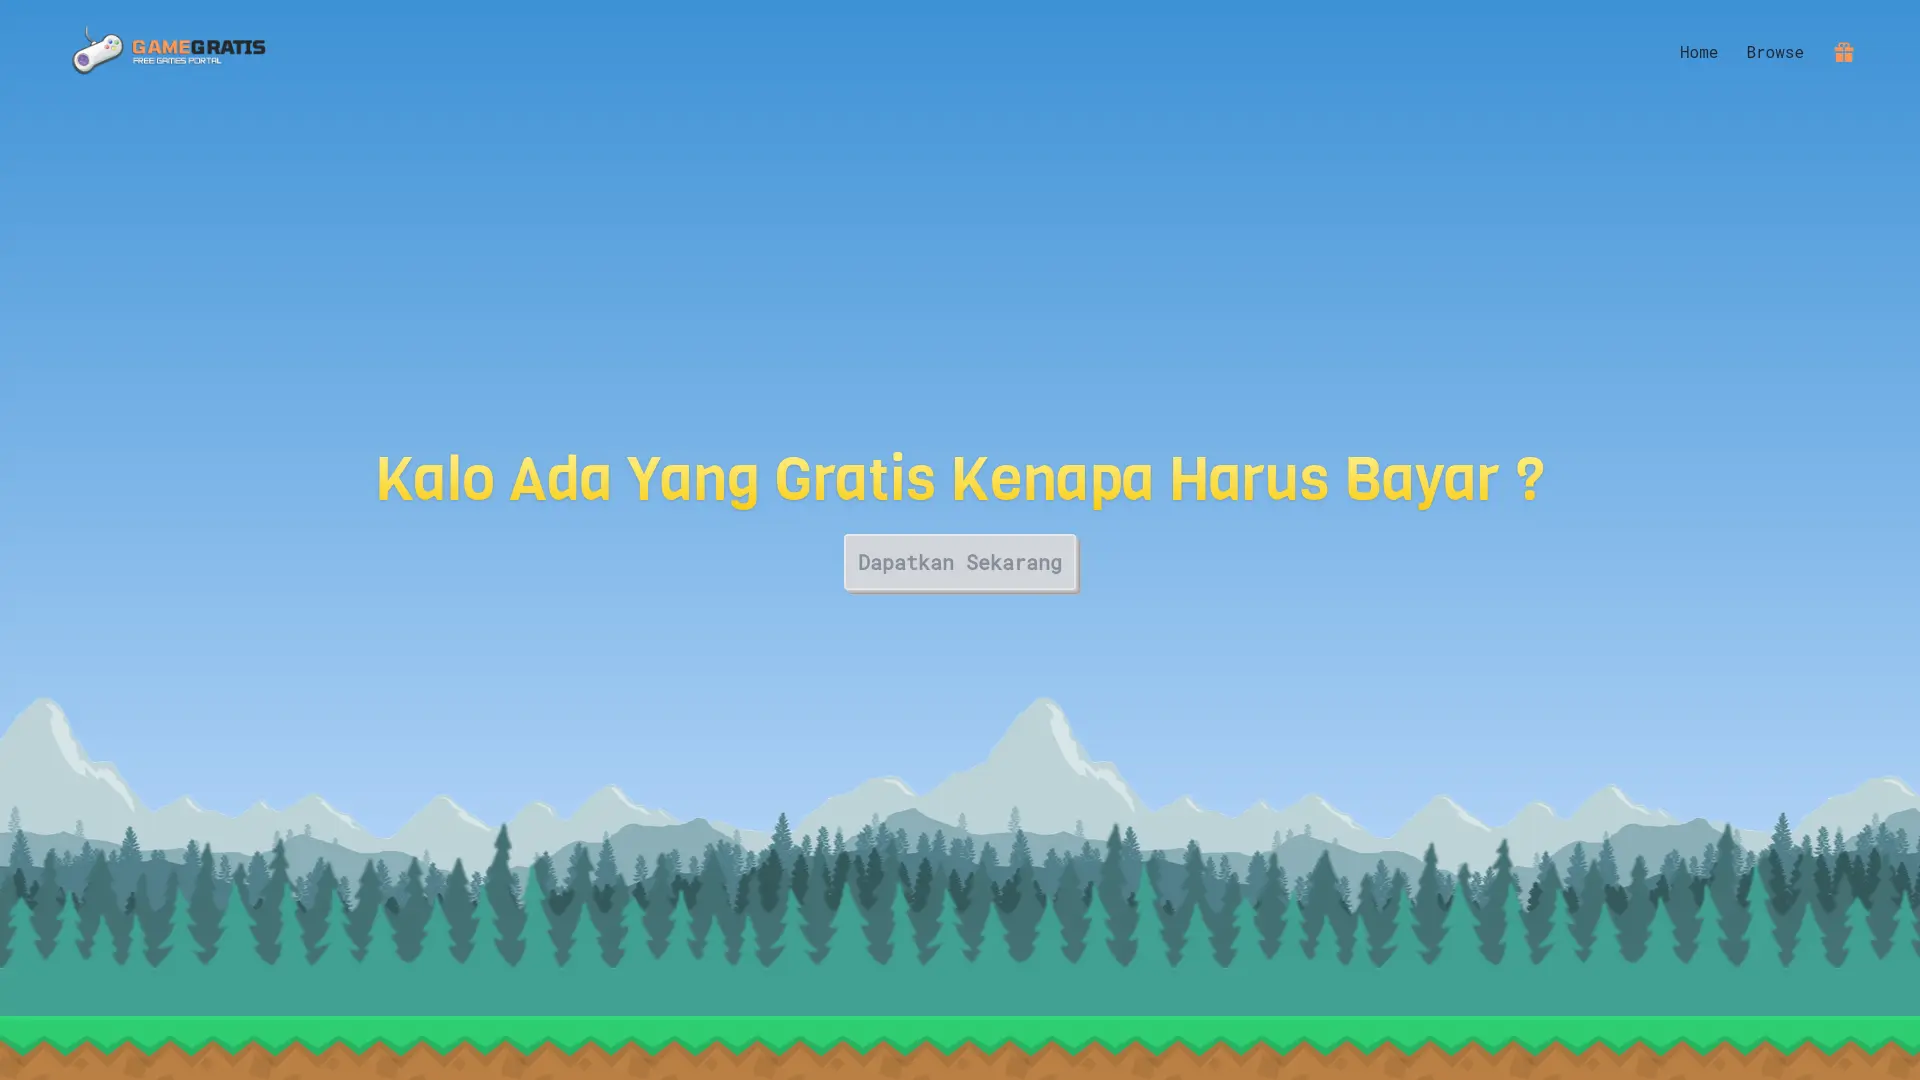 GAMEGRATIS
FREE GAMES PORTAL
Home
Browse
Kalo Ada Yang Gratis Kenapa Harus Bayar ?
Dapatkan Sekarang